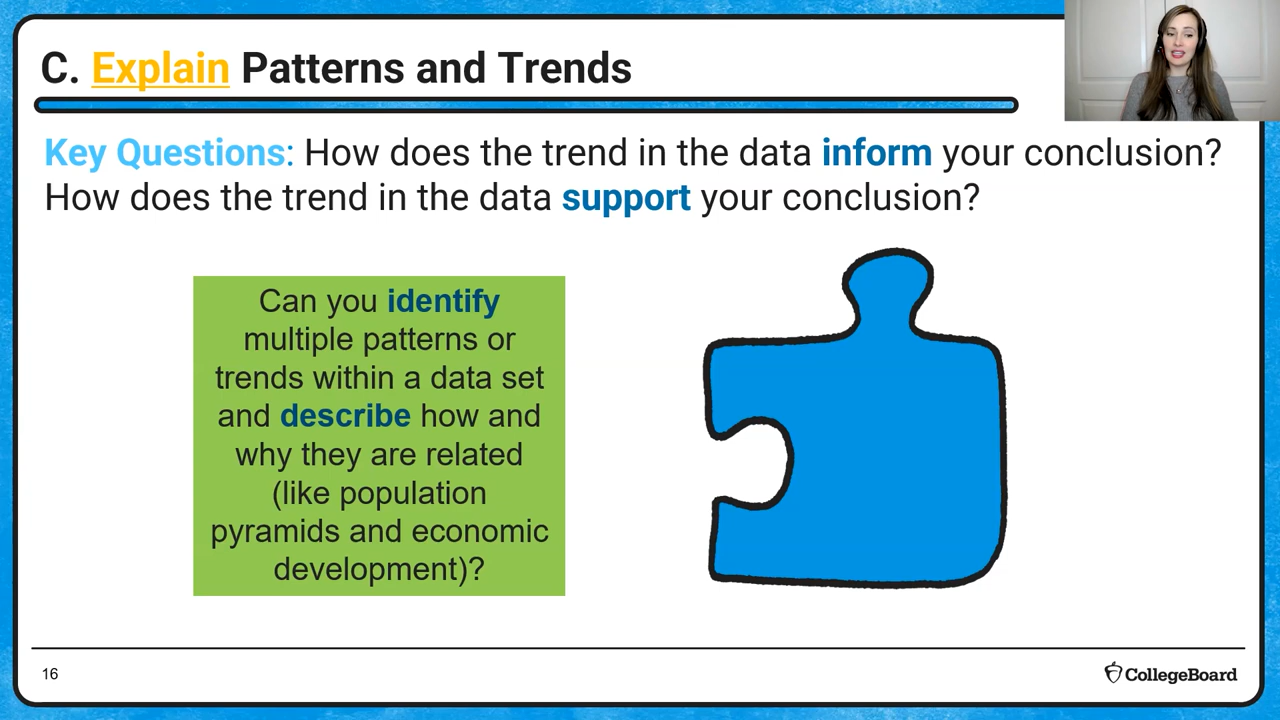 C. Explain Patterns and Trends
Key Questions: How does the trend in the data inform your conclusion?
How does the trend in the data support your conclusion?
Can you identify
multiple patterns or
trends within a data set
and describe how and
why they are related
(like population
pyramids and economic
development)?
16
CollegeBoard